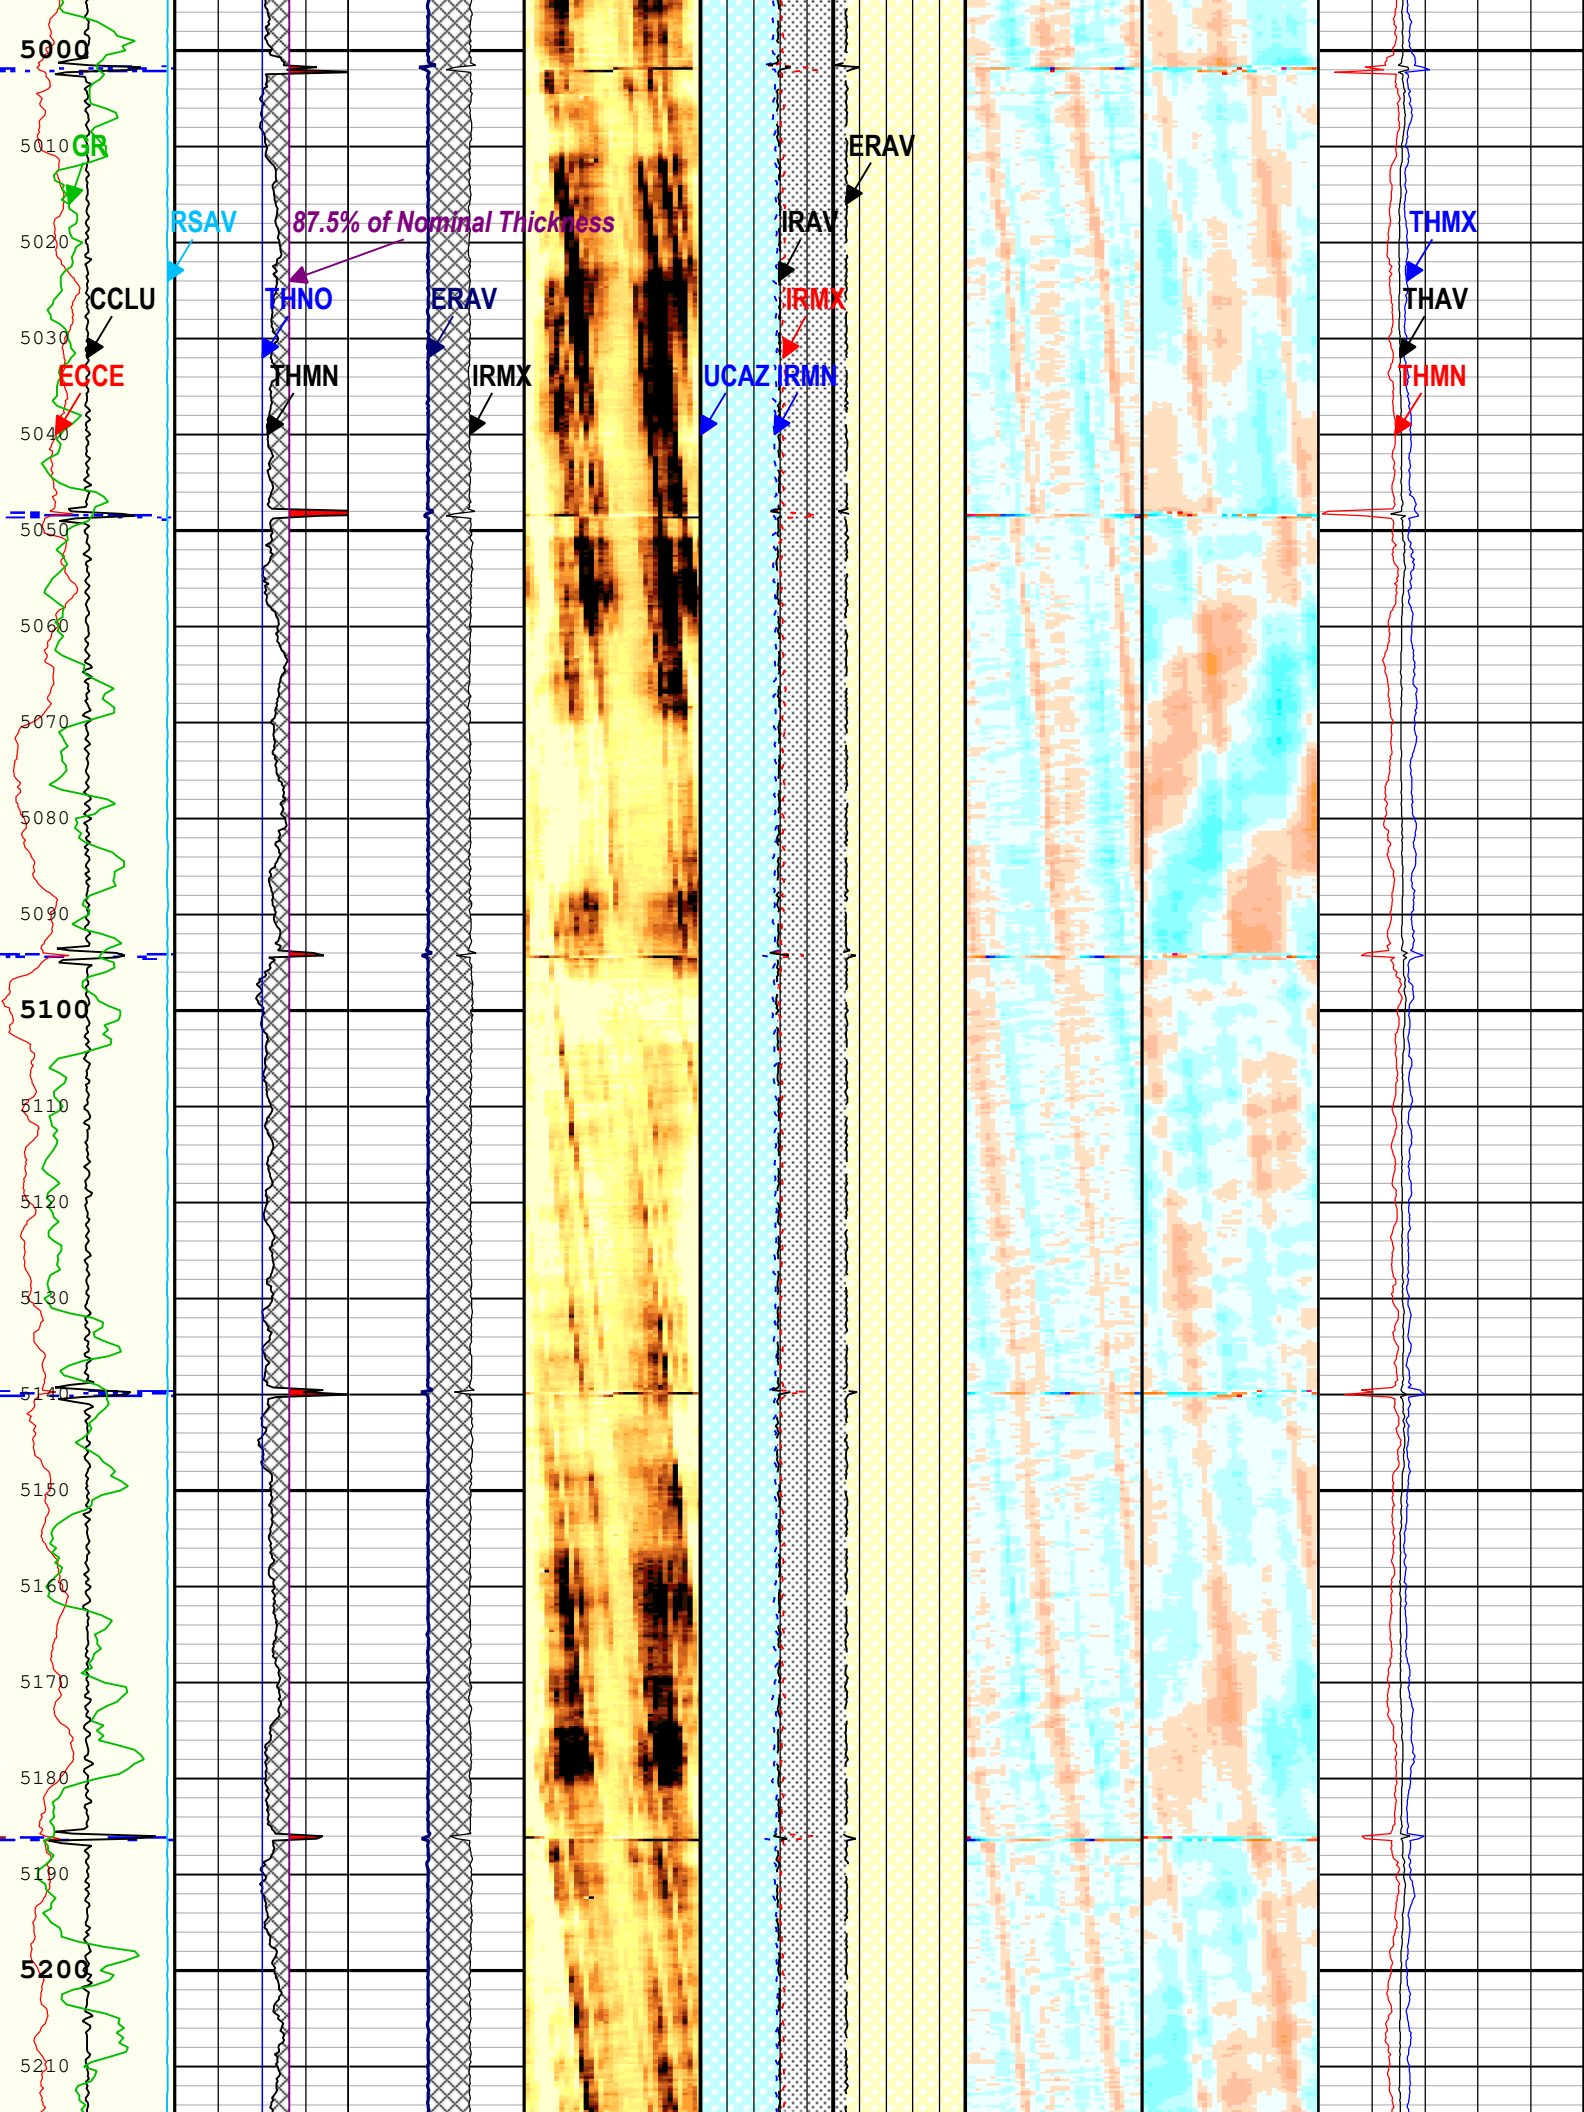 5000
5010
GR
ERAV
RSAV
87.5% of Nominal Thickness
IRAV
THMX
5020
CCLU
THNO
ERAV
IRMX
THAV
5030
ECCE
THMN
IRMX
UCAZ
IRMN
THMN
5040
5050
5060
5070
5080
5090
5100
5110
5120
5130
5140
5150
5160
5170
5180
5190
5200
5210